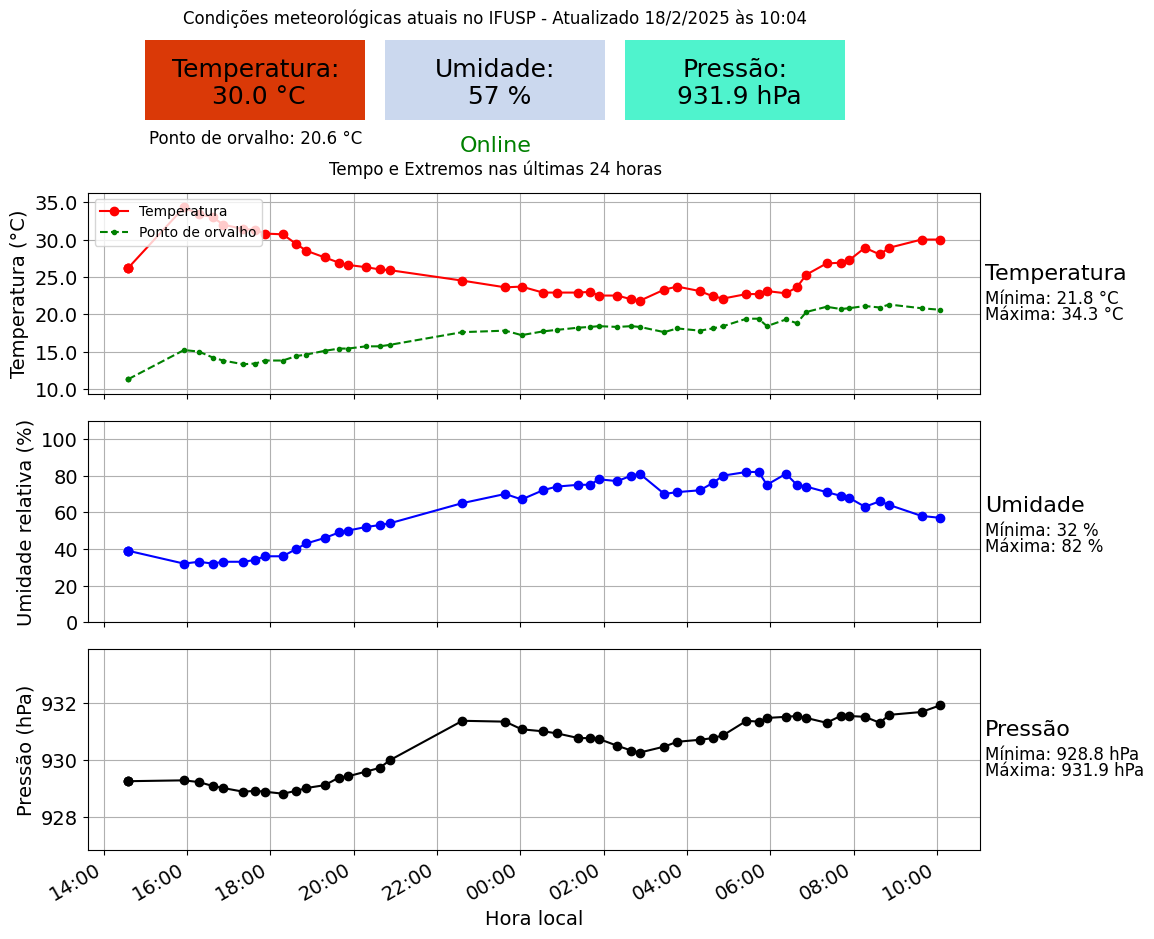 Condições meteorológicas atuais no IFUSP - Atualizado 18/2/2025 às 10:04
Temperatura:
30.0 °C
Umidade:
57 %
Pressão:
931.9 hPa
Ponto de orvalho: 20.6 °C
Online
Tempo e Extremos nas últimas 24 horas
Temperatura (°C)
35.0
30.0
25.0
20.0
15.0
10.0
Temperatura
Ponto de orvalho
Temperatura
Mínima: 21.8 °C
Máxima: 34.3 °C
Umidade relativa (%)
100
80
60
40
20
0
Umidade
Mínima: 32 %
Máxima: 82 %
Pressão (hPa)
932
930
928
Pressão
Mínima: 928.8 hPa
Máxima: 931.9 hPa
14:00 16:00 18:00 20:00 22:00 00:00 02:00 04:00 06:00 08:00 10:00
Hora local